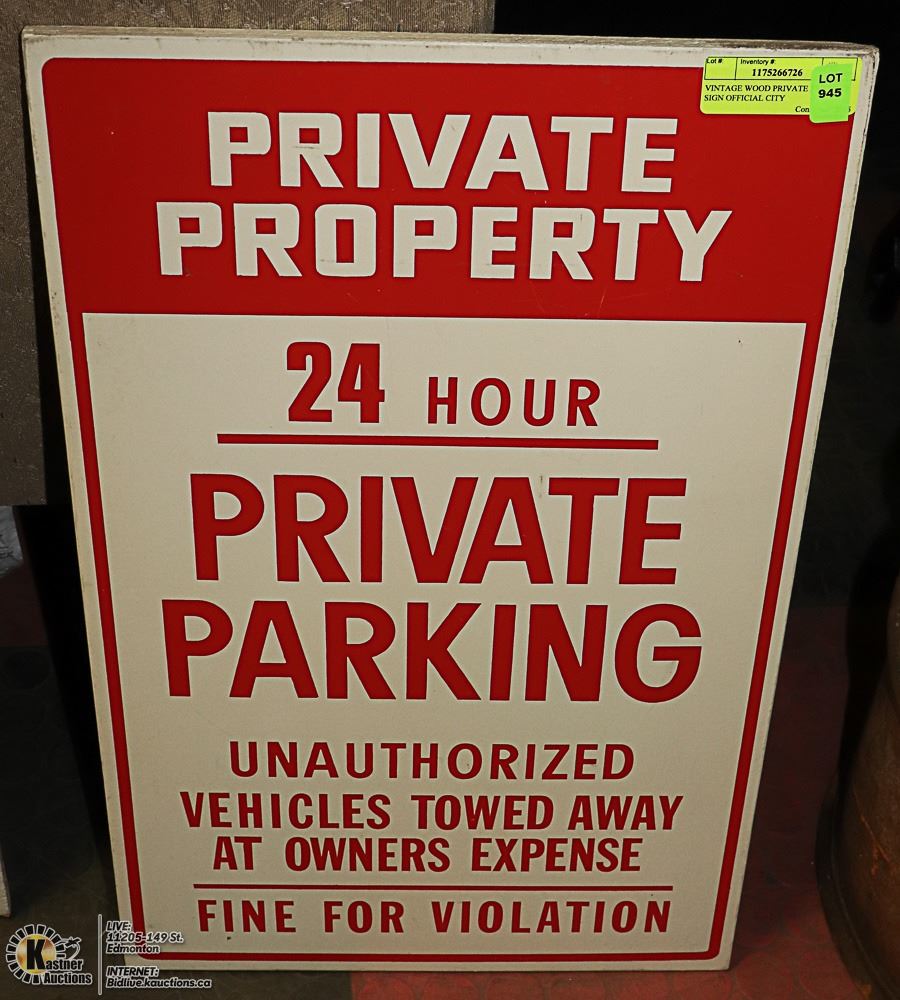 Lot #:
Inventory #:
1175266726
VINTAGE WOOD PRIVATE
SIGN OFFICIAL CITY
LOT
945
PRIVATE
PROPERTY
24 HOUR
PRIVATE
PARKING
UNAUTHORIZED
VEHICLES TOWED AWAY
AT OWNERS EXPENSE
FINE FOR VIOLATION
Kastner
Auctions
LIVE:
11205-149 St.
Edmonton
INTERNET:
Bidlive.kauctions.ca